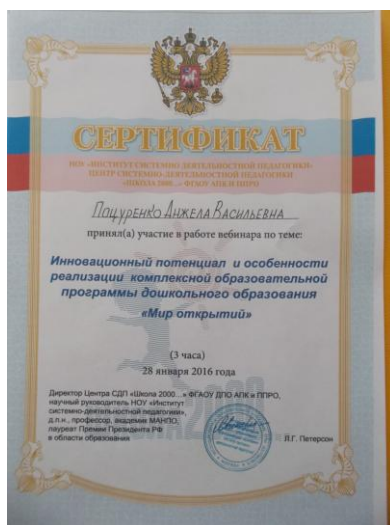 СЕРТИФИКАТ
НОУ «ИНСТИТУТ СИСТЕМНО-ДЕЯТЕЛЬНОСТНОЙ ПЕДАГОГИКИ»
ЦЕНТР СИСТЕМНО-ДЕЯТЕЛЬНОСТНОЙ ПЕДАГОГИКИ
«ШКОЛА 2000...» ФГАОУ АПК И ППРО
Поцуренко Анжела Васильевна
принял(а) участие в работе вебинара по теме:
Инновационный потенциал и особенности
реализации комплексной образовательной
программы дошкольного образования
«Мир открытий»
(3 часа)
28 января 2016 года
Директор Центра СДП «Школа 2000...» ФГАОУ ДПО АПК и ППРО,
научный руководитель НОУ «Институт
системно-деятельностной педагогики»,
д.п.н., профессор, академик МАНПО,
лауреат Премии Президента РФ
в области образования
Л.Г. Петерсон